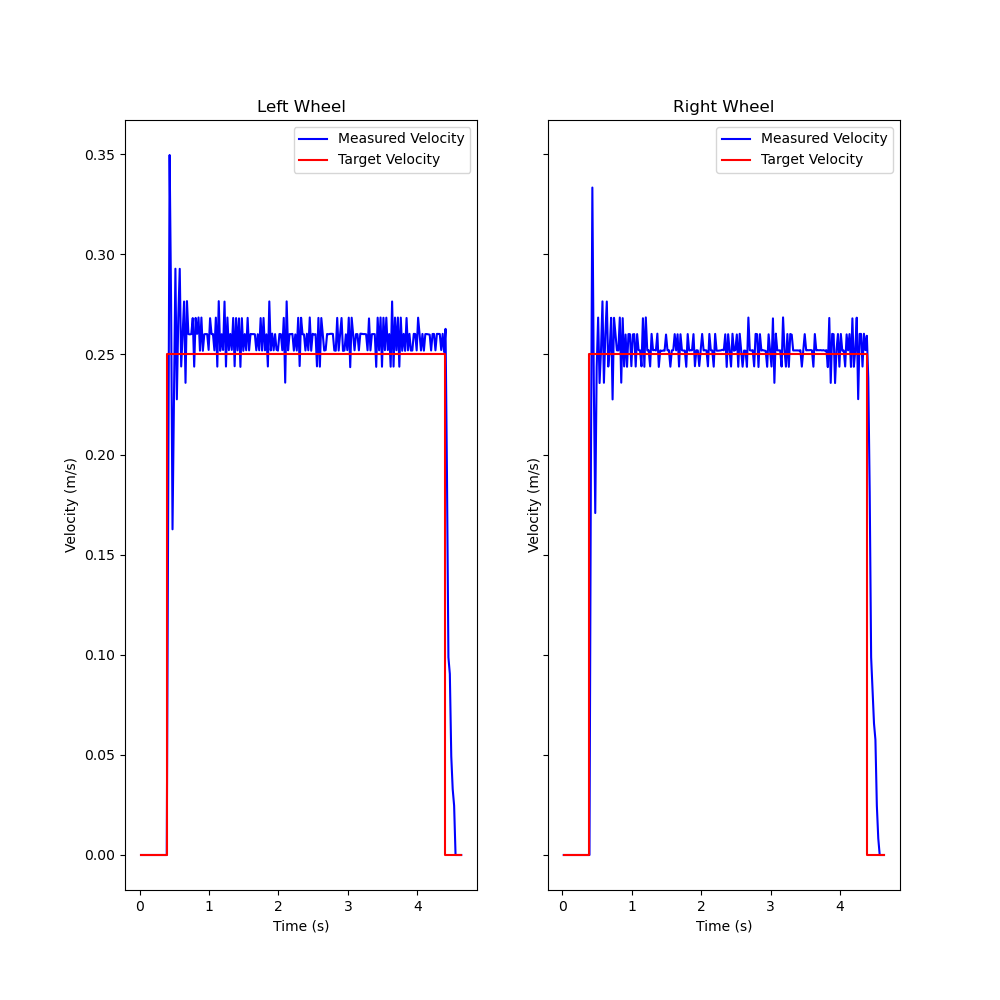 Left Wheel
Measured Velocity
Target Velocity
0.35
0.30
0.25
0.20
0.15
0.10
0.05
0.00
Velocity (m/s)
0 1 2 3 4
Time (s)
Right Wheel
Measured Velocity
Target Velocity
Velocity (m/s)
0 1 2 3 4
Time (s)